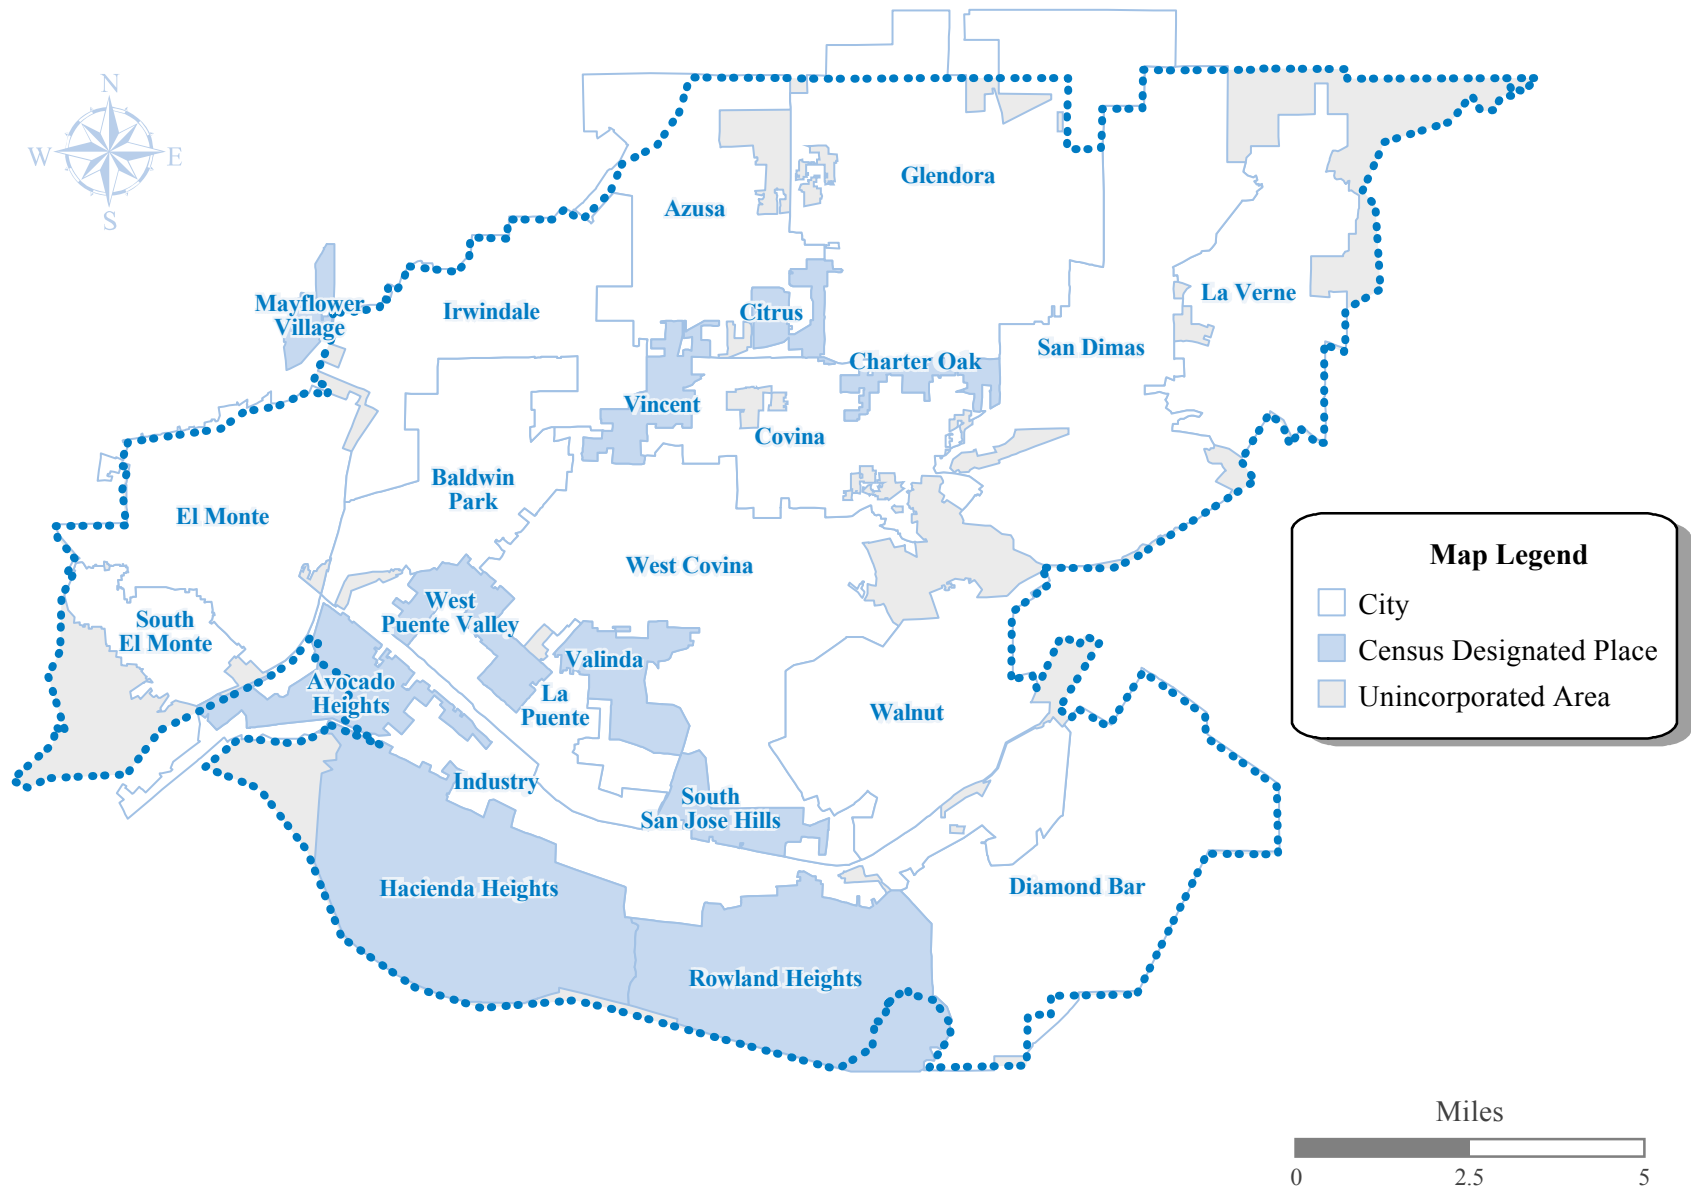 N
W
E
S
Glendora
Azusa
La Verne
Mayflower
Village
Irwindale
Citrus
San Dimas
Charter Oak
Vincent
Covina
Baldwin
Park
El Monte
West Covina
West
Puente Valley
South
El Monte
Valinda
Avocado
Heights
La
Puente
Walnut
Industry
South
San Jose Hills
Hacienda Heights
Diamond Bar
Rowland Heights
Map Legend
City
Census Designated Place
Unincorporated Area
Miles
0
2.5
5